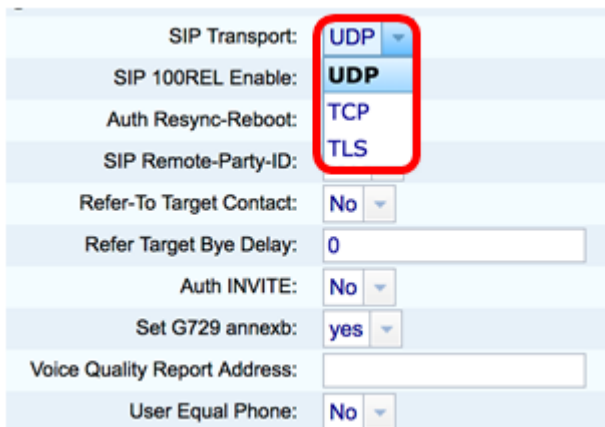 SIP Transport: UDP
SIP 100REL Enable: UDP
Auth Resync-Reboot: TCP
SIP Remote-Party-ID: TLS
Refer-To Target Contact: No
Refer Target Bye Delay: 0
Auth INVITE: No
Set G729 annexb: yes
Voice Quality Report Address:
User Equal Phone: No